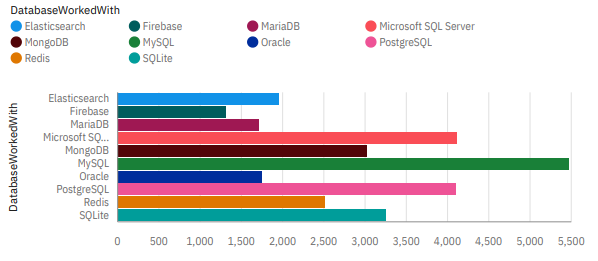 DatabaseWorkedWith
Elasticsearch Firebase MariaDB Microsoft SQL Server
MongoDB MySQL Oracle PostgreSQL
Redis SQLite
DatabaseWorkedWith
Elasticsearch
Firebase
MariaDB
Microsoft SQ...
MongoDB
MySQL
Oracle
PostgreSQL
Redis
SQLite
0 500 1,000 1,500 2,000 2,500 3,000 3,500 4,000 4,500 5,000 5,500